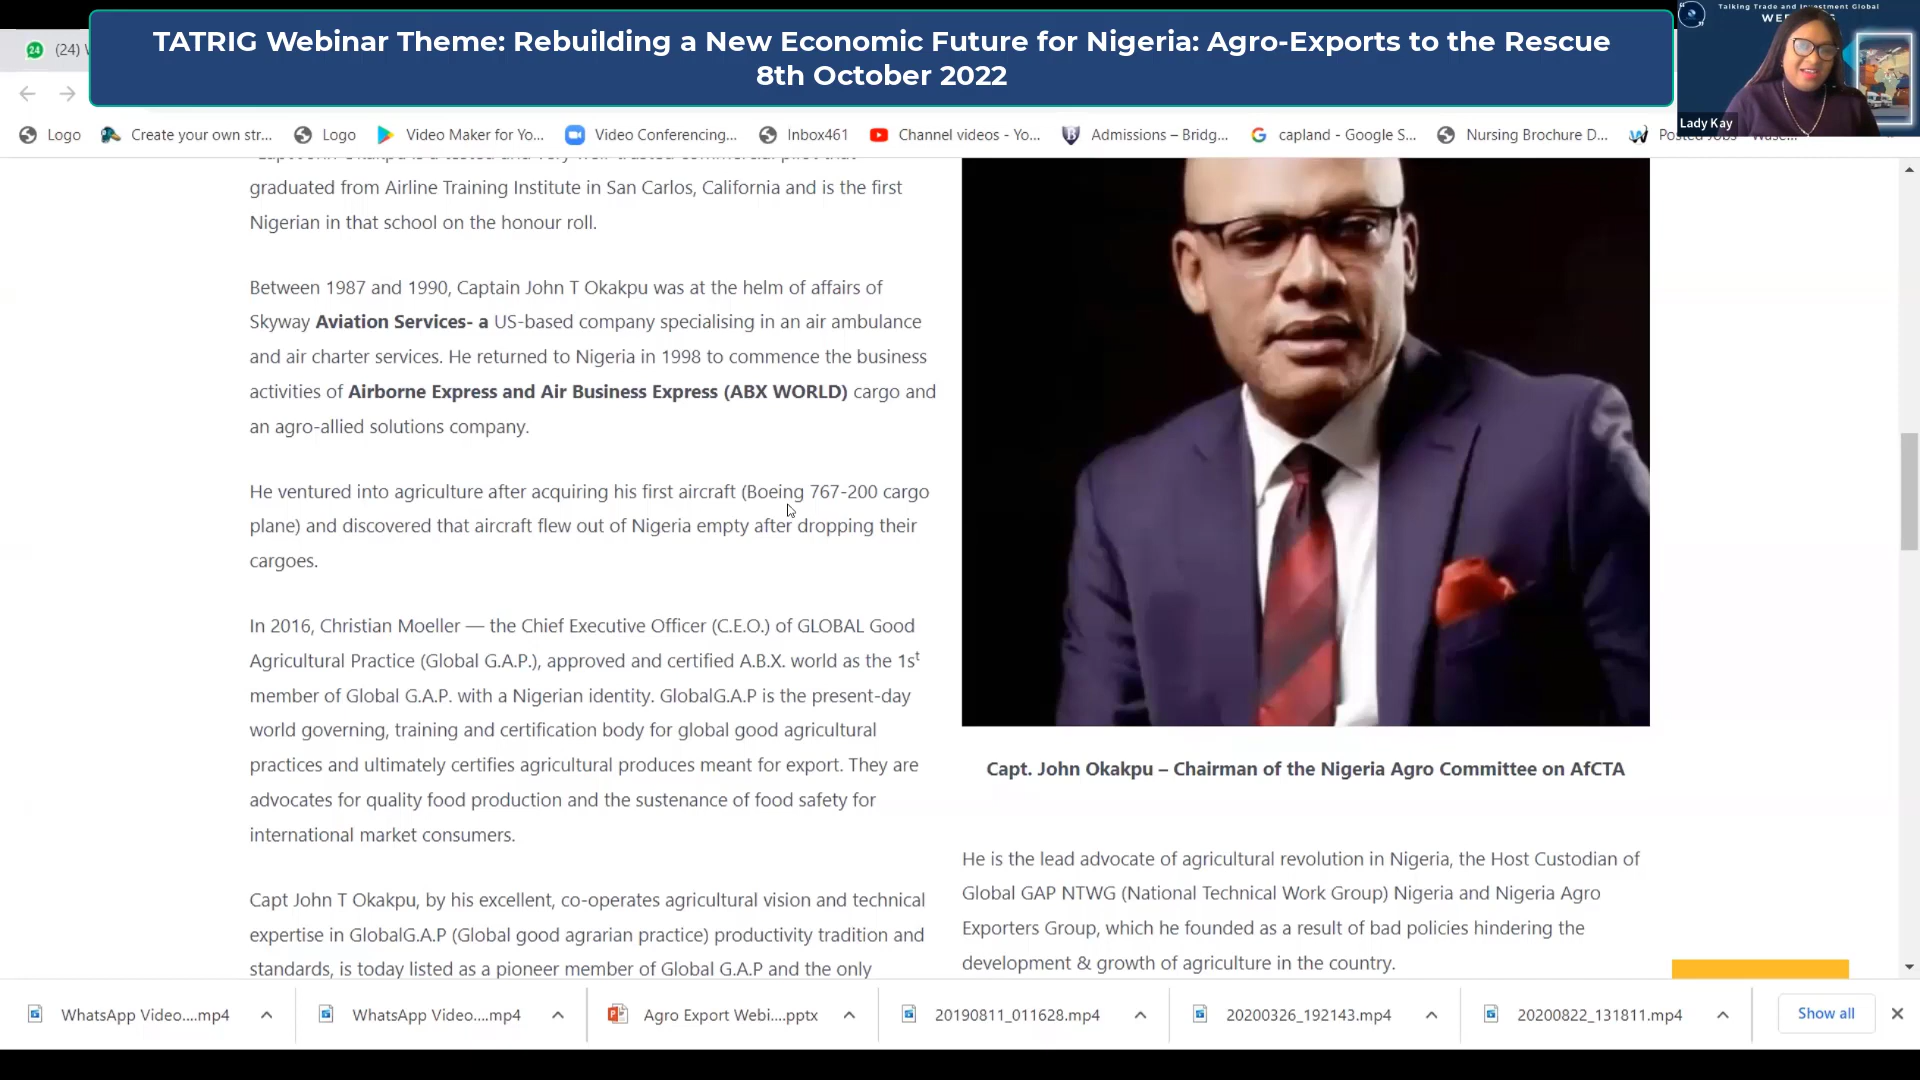 TATRIG Webinar Theme: Rebuilding a New Economic Future for Nigeria: Agro-Exports to the Rescue
8th October 2022
Talking Trade and Investment Global
Lady Kay
(24)
Logo
Create your own str...
Logo
Video Maker for Yo...
Video Conferencing...
Inbox461
Channel videos - Yo...
Admissions – Bridg...
capland - Google S...
Nursing Brochure D...
Posted Jobs
graduated from Airline Training Institute in San Carlos, California and is the first
Nigerian in that school on the honour roll.
Between 1987 and 1990, Captain John T Okakpu was at the helm of affairs of
Skyway Aviation Services- a US-based company specialising in an air ambulance
and air charter services. He returned to Nigeria in 1998 to commence the business
activities of Airborne Express and Air Business Express (ABX WORLD) cargo and
an agro-allied solutions company.
He ventured into agriculture after acquiring his first aircraft (Boeing 767-200 cargo
plane) and discovered that aircraft flew out of Nigeria empty after dropping their
cargoes.
In 2016, Christian Moeller — the Chief Executive Officer (C.E.O.) of GLOBAL Good
Agricultural Practice (Global G.A.P.), approved and certified A.B.X. world as the 1st
member of Global G.A.P. with a Nigerian identity. GlobalG.A.P is the present-day
world governing, training and certification body for global good agricultural
practices and ultimately certifies agricultural produces meant for export. They are
advocates for quality food production and the sustenance of food safety for
international market consumers.
Capt John T Okakpu, by his excellent, co-operates agricultural vision and technical
expertise in GlobalG.A.P (Global good agrarian practice) productivity tradition and
standards, is today listed as a pioneer member of Global G.A.P and the only
Capt. John Okakpu – Chairman of the Nigeria Agro Committee on AfCTA
He is the lead advocate of agricultural revolution in Nigeria, the Host Custodian of
Global GAP NTWG (National Technical Work Group) Nigeria and Nigeria Agro
Exporters Group, which he founded as a result of bad policies hindering the
development & growth of agriculture in the country.
WhatsApp Video....mp4
WhatsApp Video....mp4
Agro Export Webi....pptx
20190811_011628.mp4
20200326_192143.mp4
20200822_131811.mp4
Show all